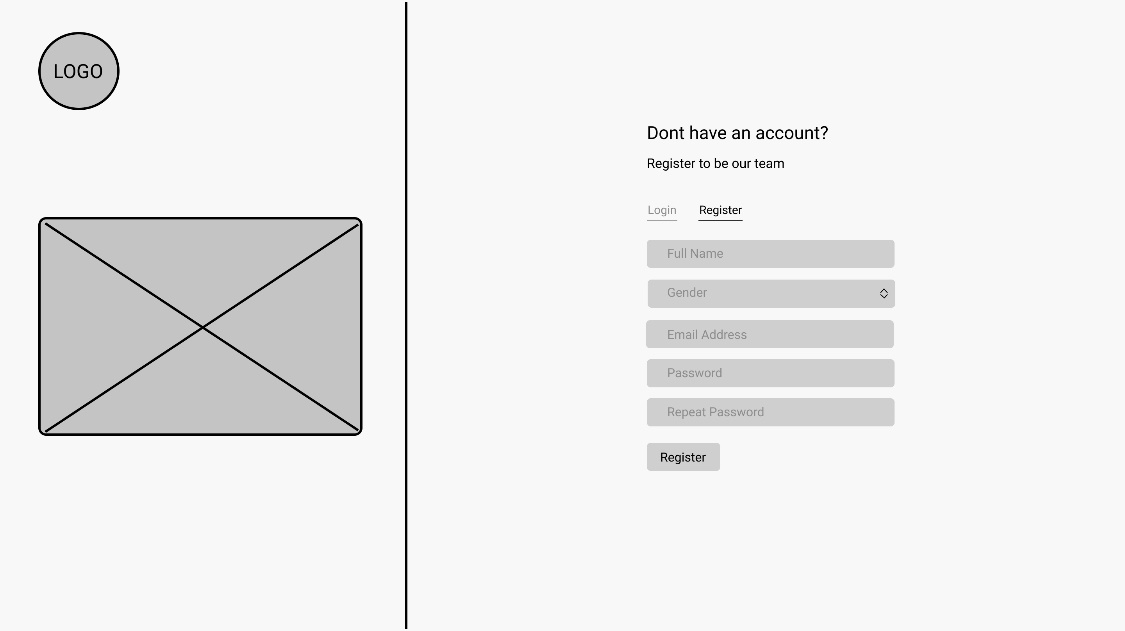 LOGO
Dont have an account?
Register to be our team
Login Register
Full Name
Gender
Email Address
Password
Repeat Password
Register